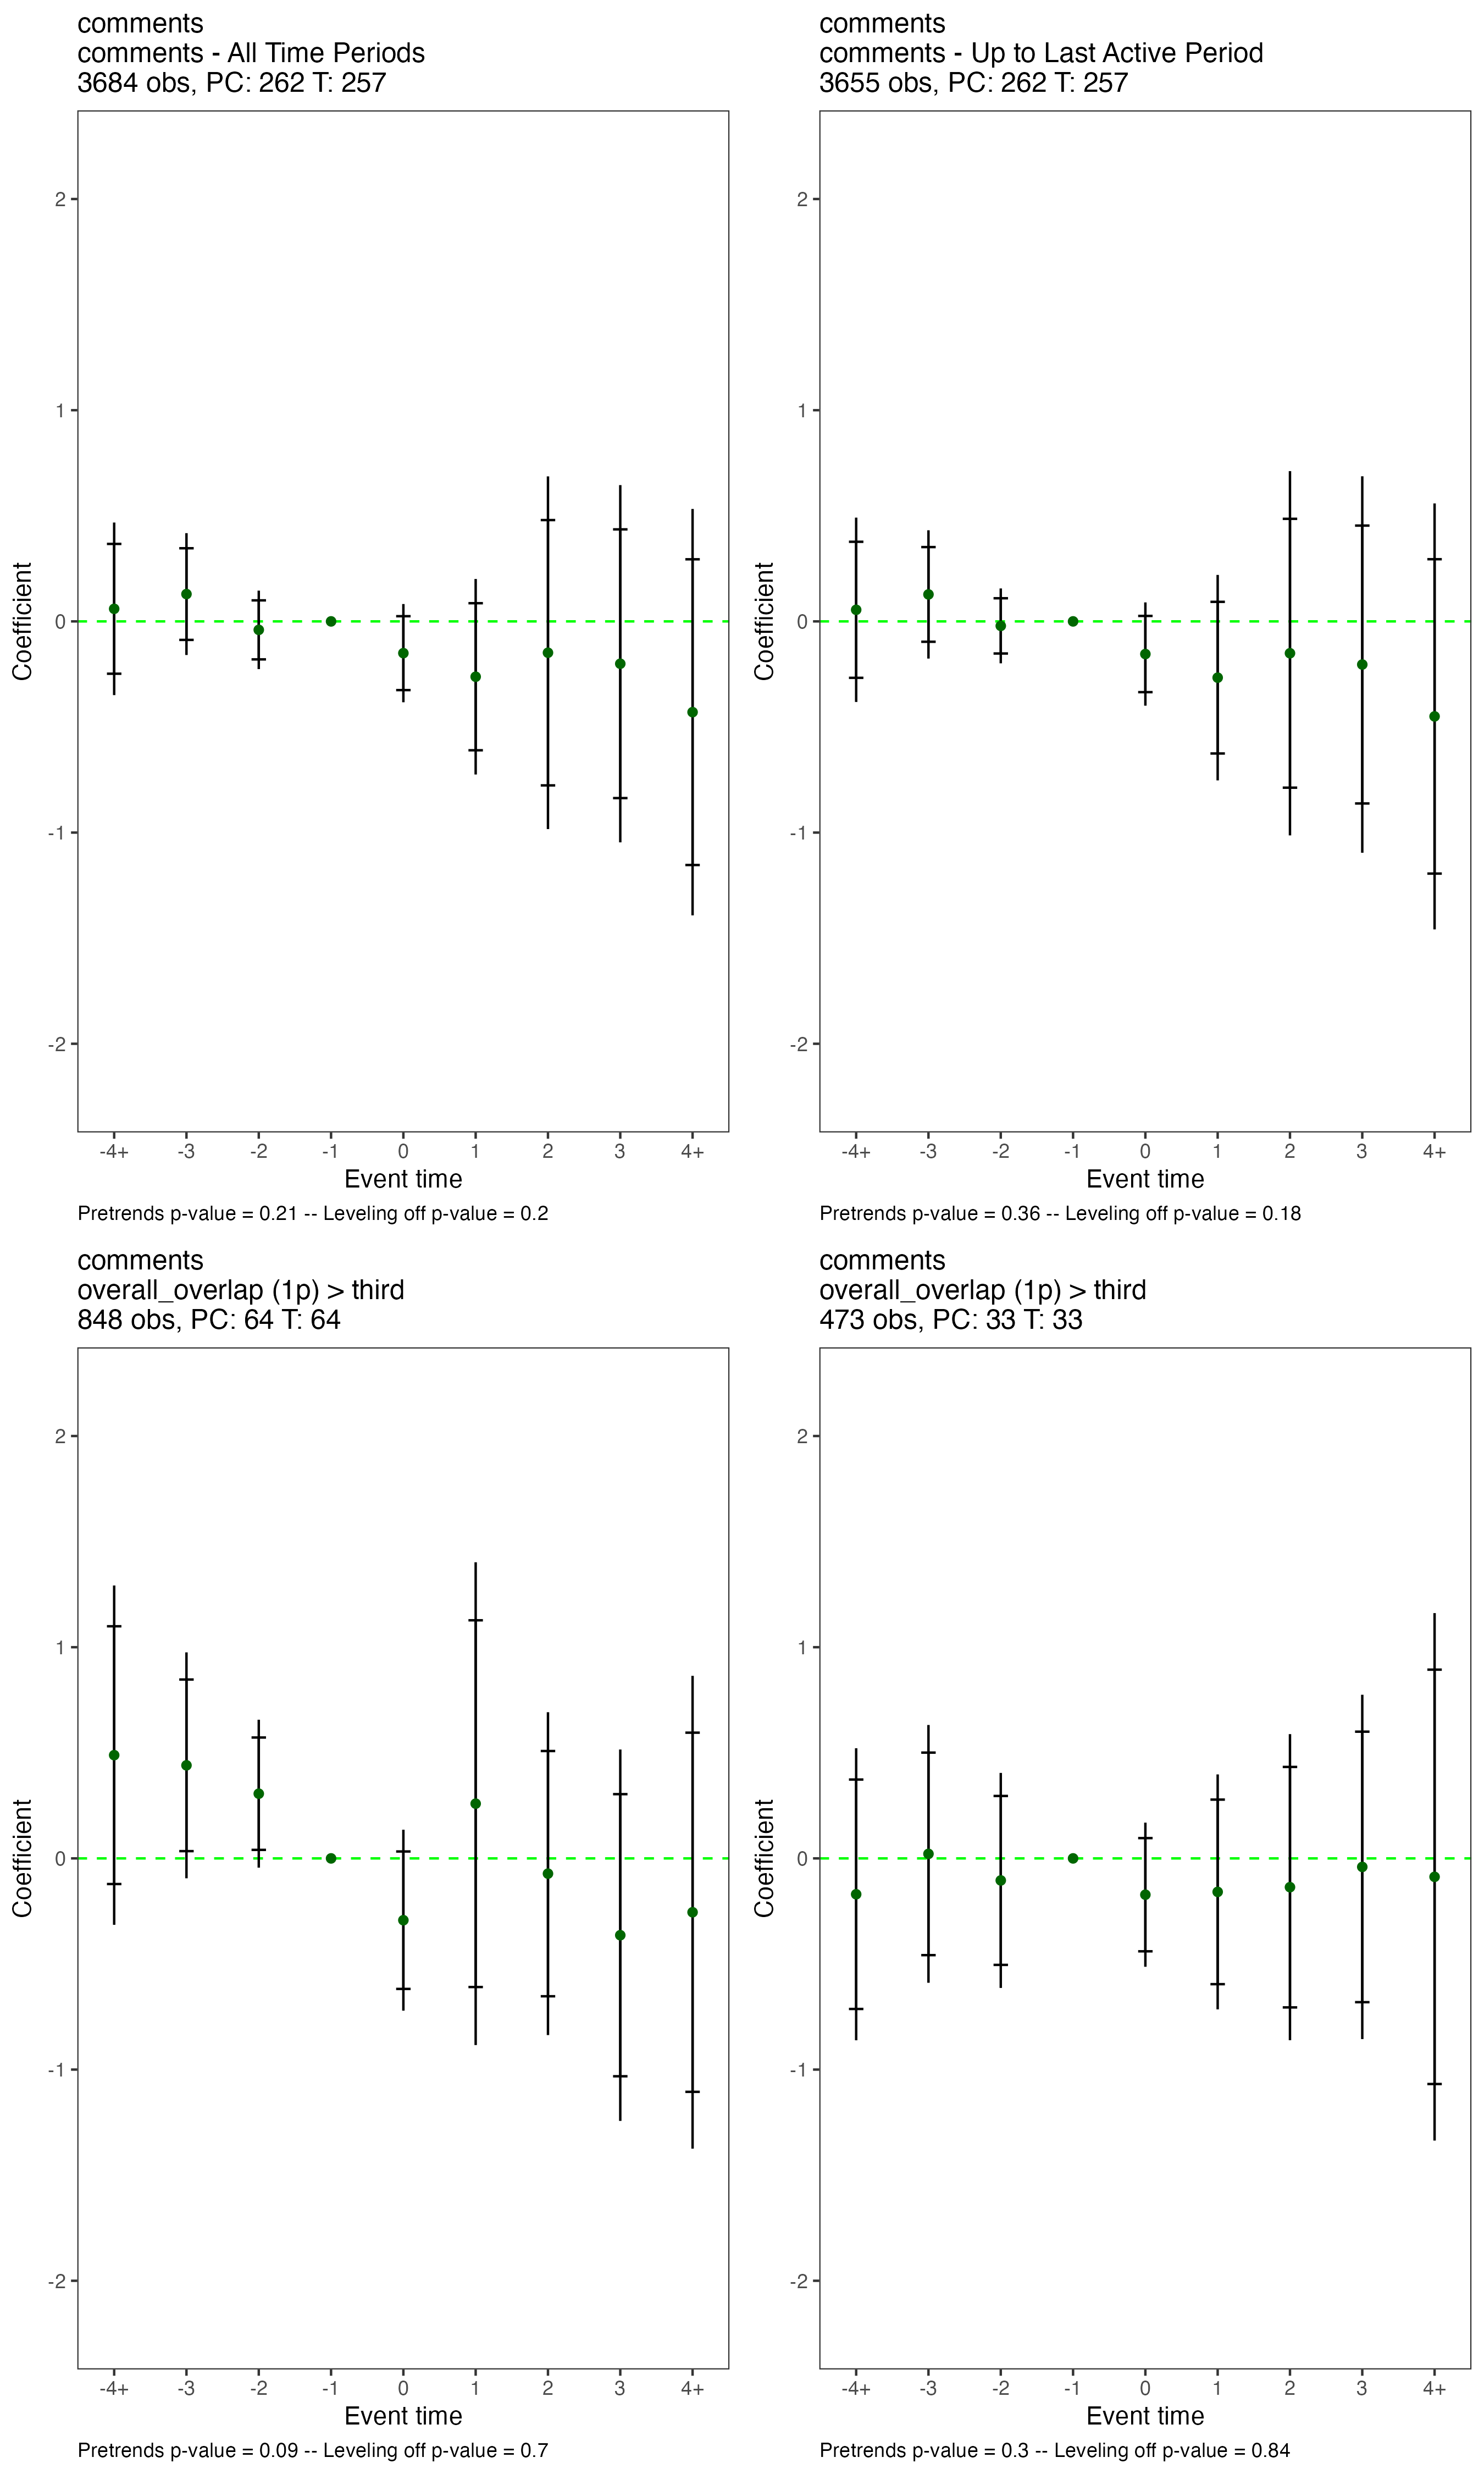 comments
comments - All Time Periods
3684 obs, PC: 262 T: 257
Coefficient
2
1
0
-1
-2
-4+ -3 -2 -1 0 1 2 3 4+
Event time
Pretrends p-value = 0.21 -- Leveling off p-value = 0.2
comments
comments - Up to Last Active Period
3655 obs, PC: 262 T: 257
Coefficient
2
1
0
-1
-2
-4+ -3 -2 -1 0 1 2 3 4+
Event time
Pretrends p-value = 0.36 -- Leveling off p-value = 0.18
comments
overall_overlap (1p) > third
848 obs, PC: 64 T: 64
Coefficient
2
1
0
-1
-2
-4+ -3 -2 -1 0 1 2 3 4+
Event time
Pretrends p-value = 0.09 -- Leveling off p-value = 0.7
comments
overall_overlap (1p) > third
473 obs, PC: 33 T: 33
Coefficient
2
1
0
-1
-2
-4+ -3 -2 -1 0 1 2 3 4+
Event time
Pretrends p-value = 0.3 -- Leveling off p-value = 0.84